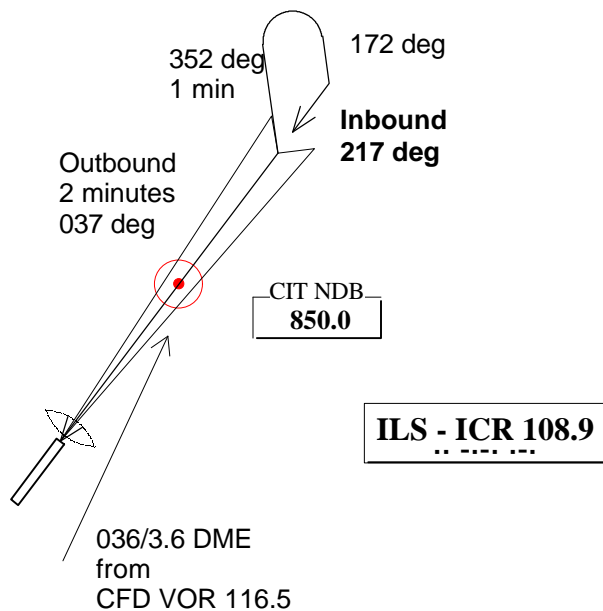 352 deg
1 min
172 deg
Inbound
217 deg
Outbound
2 minutes
037 deg
CIT NDB
850.0
ILS - ICR 108.9
.. -.-. .-.
036/3.6 DME
from
CFD VOR 116.5